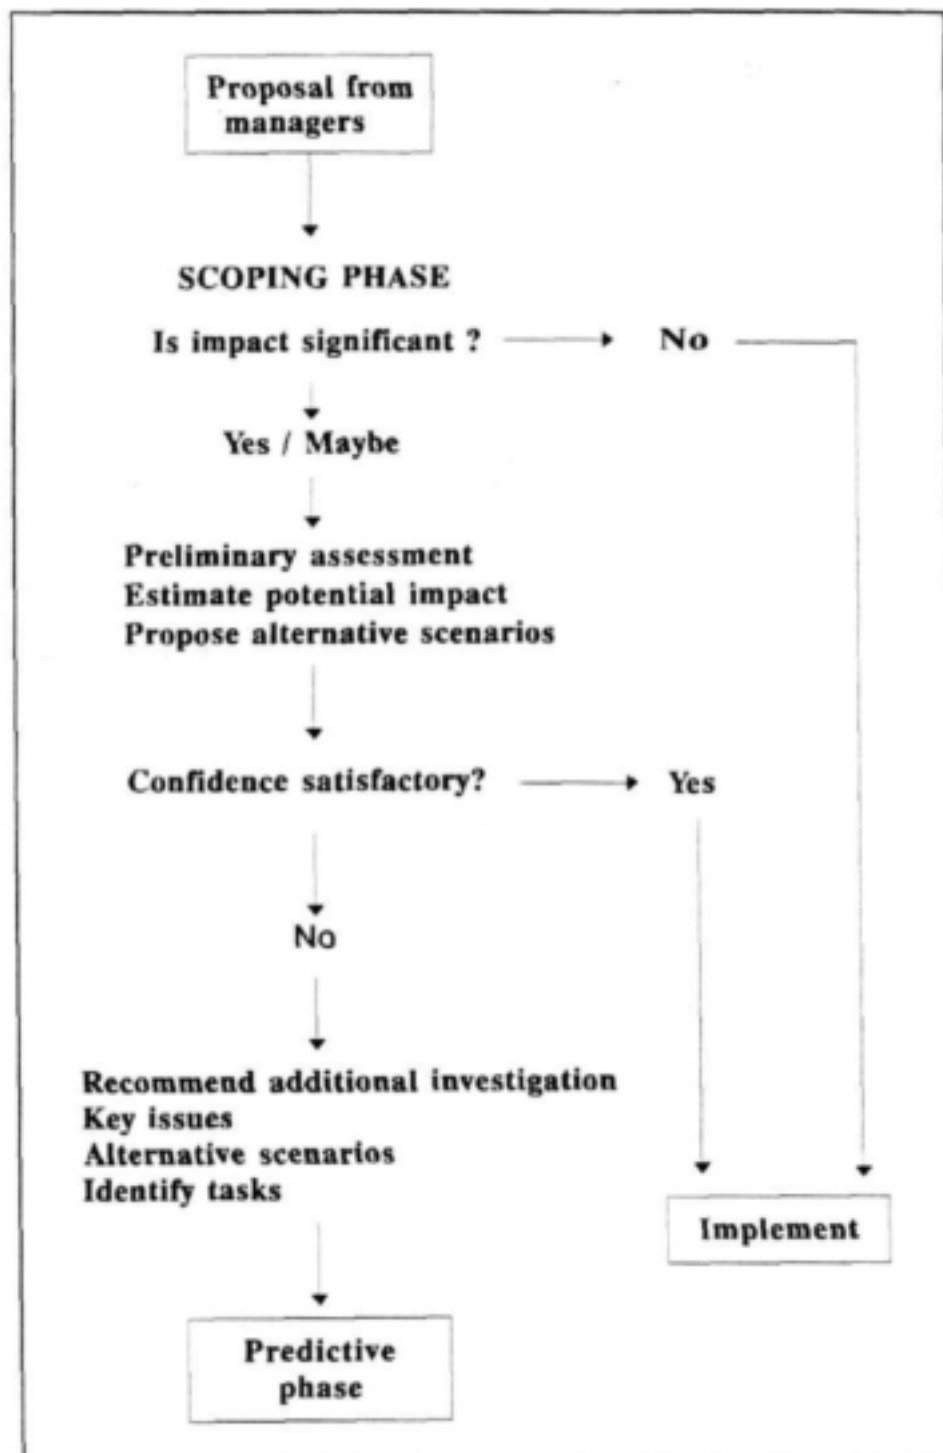 Proposal from
managers
SCOPING PHASE
Is impact significant ?
No
Yes / Maybe
Preliminary assessment
Estimate potential impact
Propose alternative scenarios
Confidence satisfactory?
Yes
No
Recommend additional investigation
Key issues
Alternative scenarios
Identify tasks
Implement
Predictive
phase